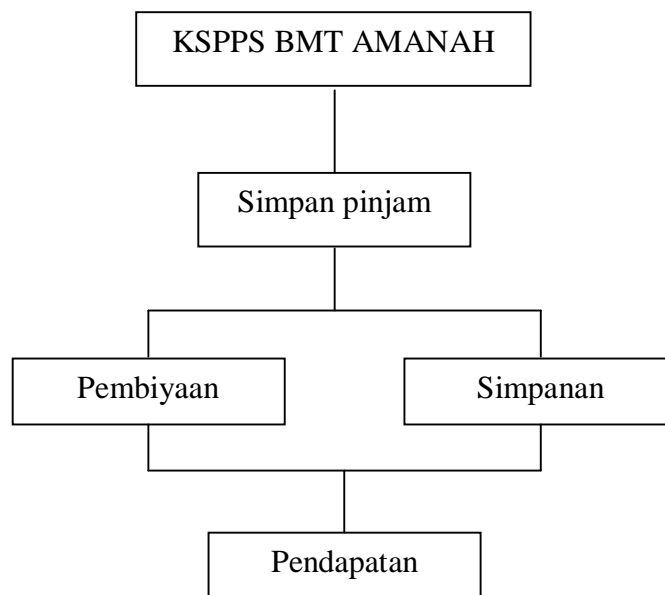 KSPPS BMT AMANAH
Simpan pinjam
Pembiyaan
Simpanan
Pendapatan